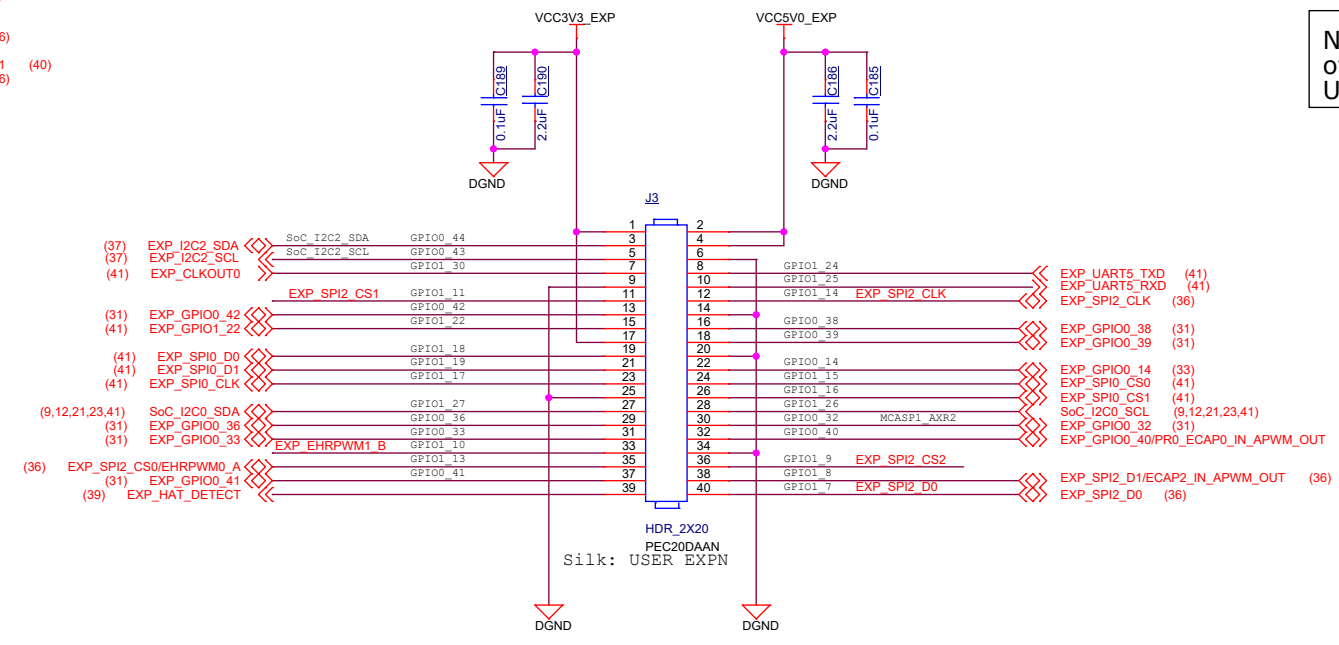 VCC3V3_EXP
VCC5V0_EXP
6)
1 (40)
6)
N
o
U
C189
0.1uF
C190
2.2uF
C186
2.2uF
C185
0.1uF
DGND
DGND
J3
1 2
(37) EXP_I2C2_SDA SoC_I2C2_SDA GPIO0_44 3 4
(37) EXP_I2C2_SCL SoC_I2C2_SCL GPIO0_43 5 6
(41) EXP_CLKOUT0 GPIO1_30 7 8 GPIO1_24 EXP_UART5_TXD (41)
9 10 GPIO1_25 EXP_UART5_RXD (41)
EXP_SPI2_CS1 GPIO1_11 11 12 GPIO1_14 EXP_SPI2_CLK EXP_SPI2_CLK (36)
(31) EXP_GPIO0_42 GPIO0_42 13 14
(41) EXP_GPIO1_22 GPIO1_22 15 16 GPIO0_38 EXP_GPIO0_38 (31)
17 18 GPIO0_39 EXP_GPIO0_39 (31)
(41) EXP_SPI0_D0 GPIO1_18 19 20
(41) EXP_SPI0_D1 GPIO1_19 21 22 GPIO0_14 EXP_GPIO0_14 (33)
(41) EXP_SPI0_CLK GPIO1_17 23 24 GPIO1_15 EXP_SPI0_CS0 (41)
25 26 GPIO1_16 EXP_SPI0_CS1 (41)
(9,12,21,23,41) SoC_I2C0_SDA GPIO1_27 27 28 GPIO1_26 SoC_I2C0_SCL (9,12,21,23,41)
(31) EXP_GPIO0_36 GPIO0_36 29 30 GPIO0_32 MCASP1_AXR2 EXP_GPIO0_32 (31)
(31) EXP_GPIO0_33 GPIO0_33 31 32 GPIO0_40 EXP_GPIO0_40/PR0_ECAP0_IN_APWM_OUT
EXP_EHRPWM1_B GPIO1_10 33 34
(36) EXP_SPI2_CS0/EHRPWM0_A GPIO1_13 35 36 GPIO1_9 EXP_SPI2_CS2
(31) EXP_GPIO0_41 GPIO0_41 37 38 GPIO1_8 EXP_SPI2_D1/ECAP2_IN_APWM_OUT (36)
(39) EXP_HAT_DETECT 39 40 GPIO1_7 EXP_SPI2_D0 EXP_SPI2_D0 (36)
HDR_2X20
PEC20DAAN
Silk: USER EXPN
DGND
DGND